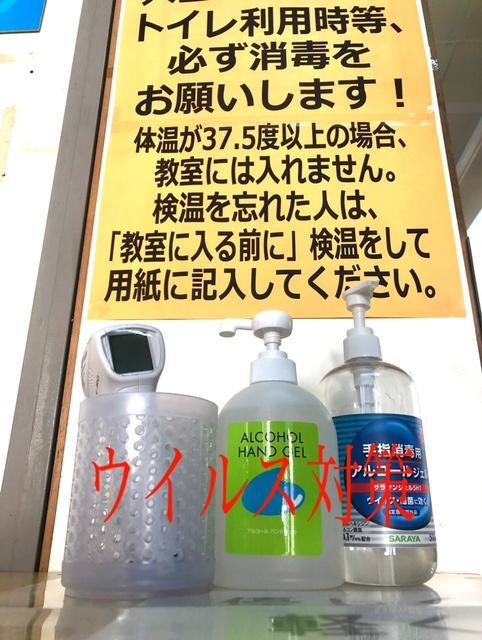 トイレ利用時等、
必ず消毒を
お願いします！
体温が37.5度以上の場合、
教室には入れません。
検温を忘れた人は、
「教室に入る前に」検温をして
用紙に記入してください。
ALCOHOL
HAND GEL
手指消毒用
アルコールジェル
ウイルス対策
SARAYA